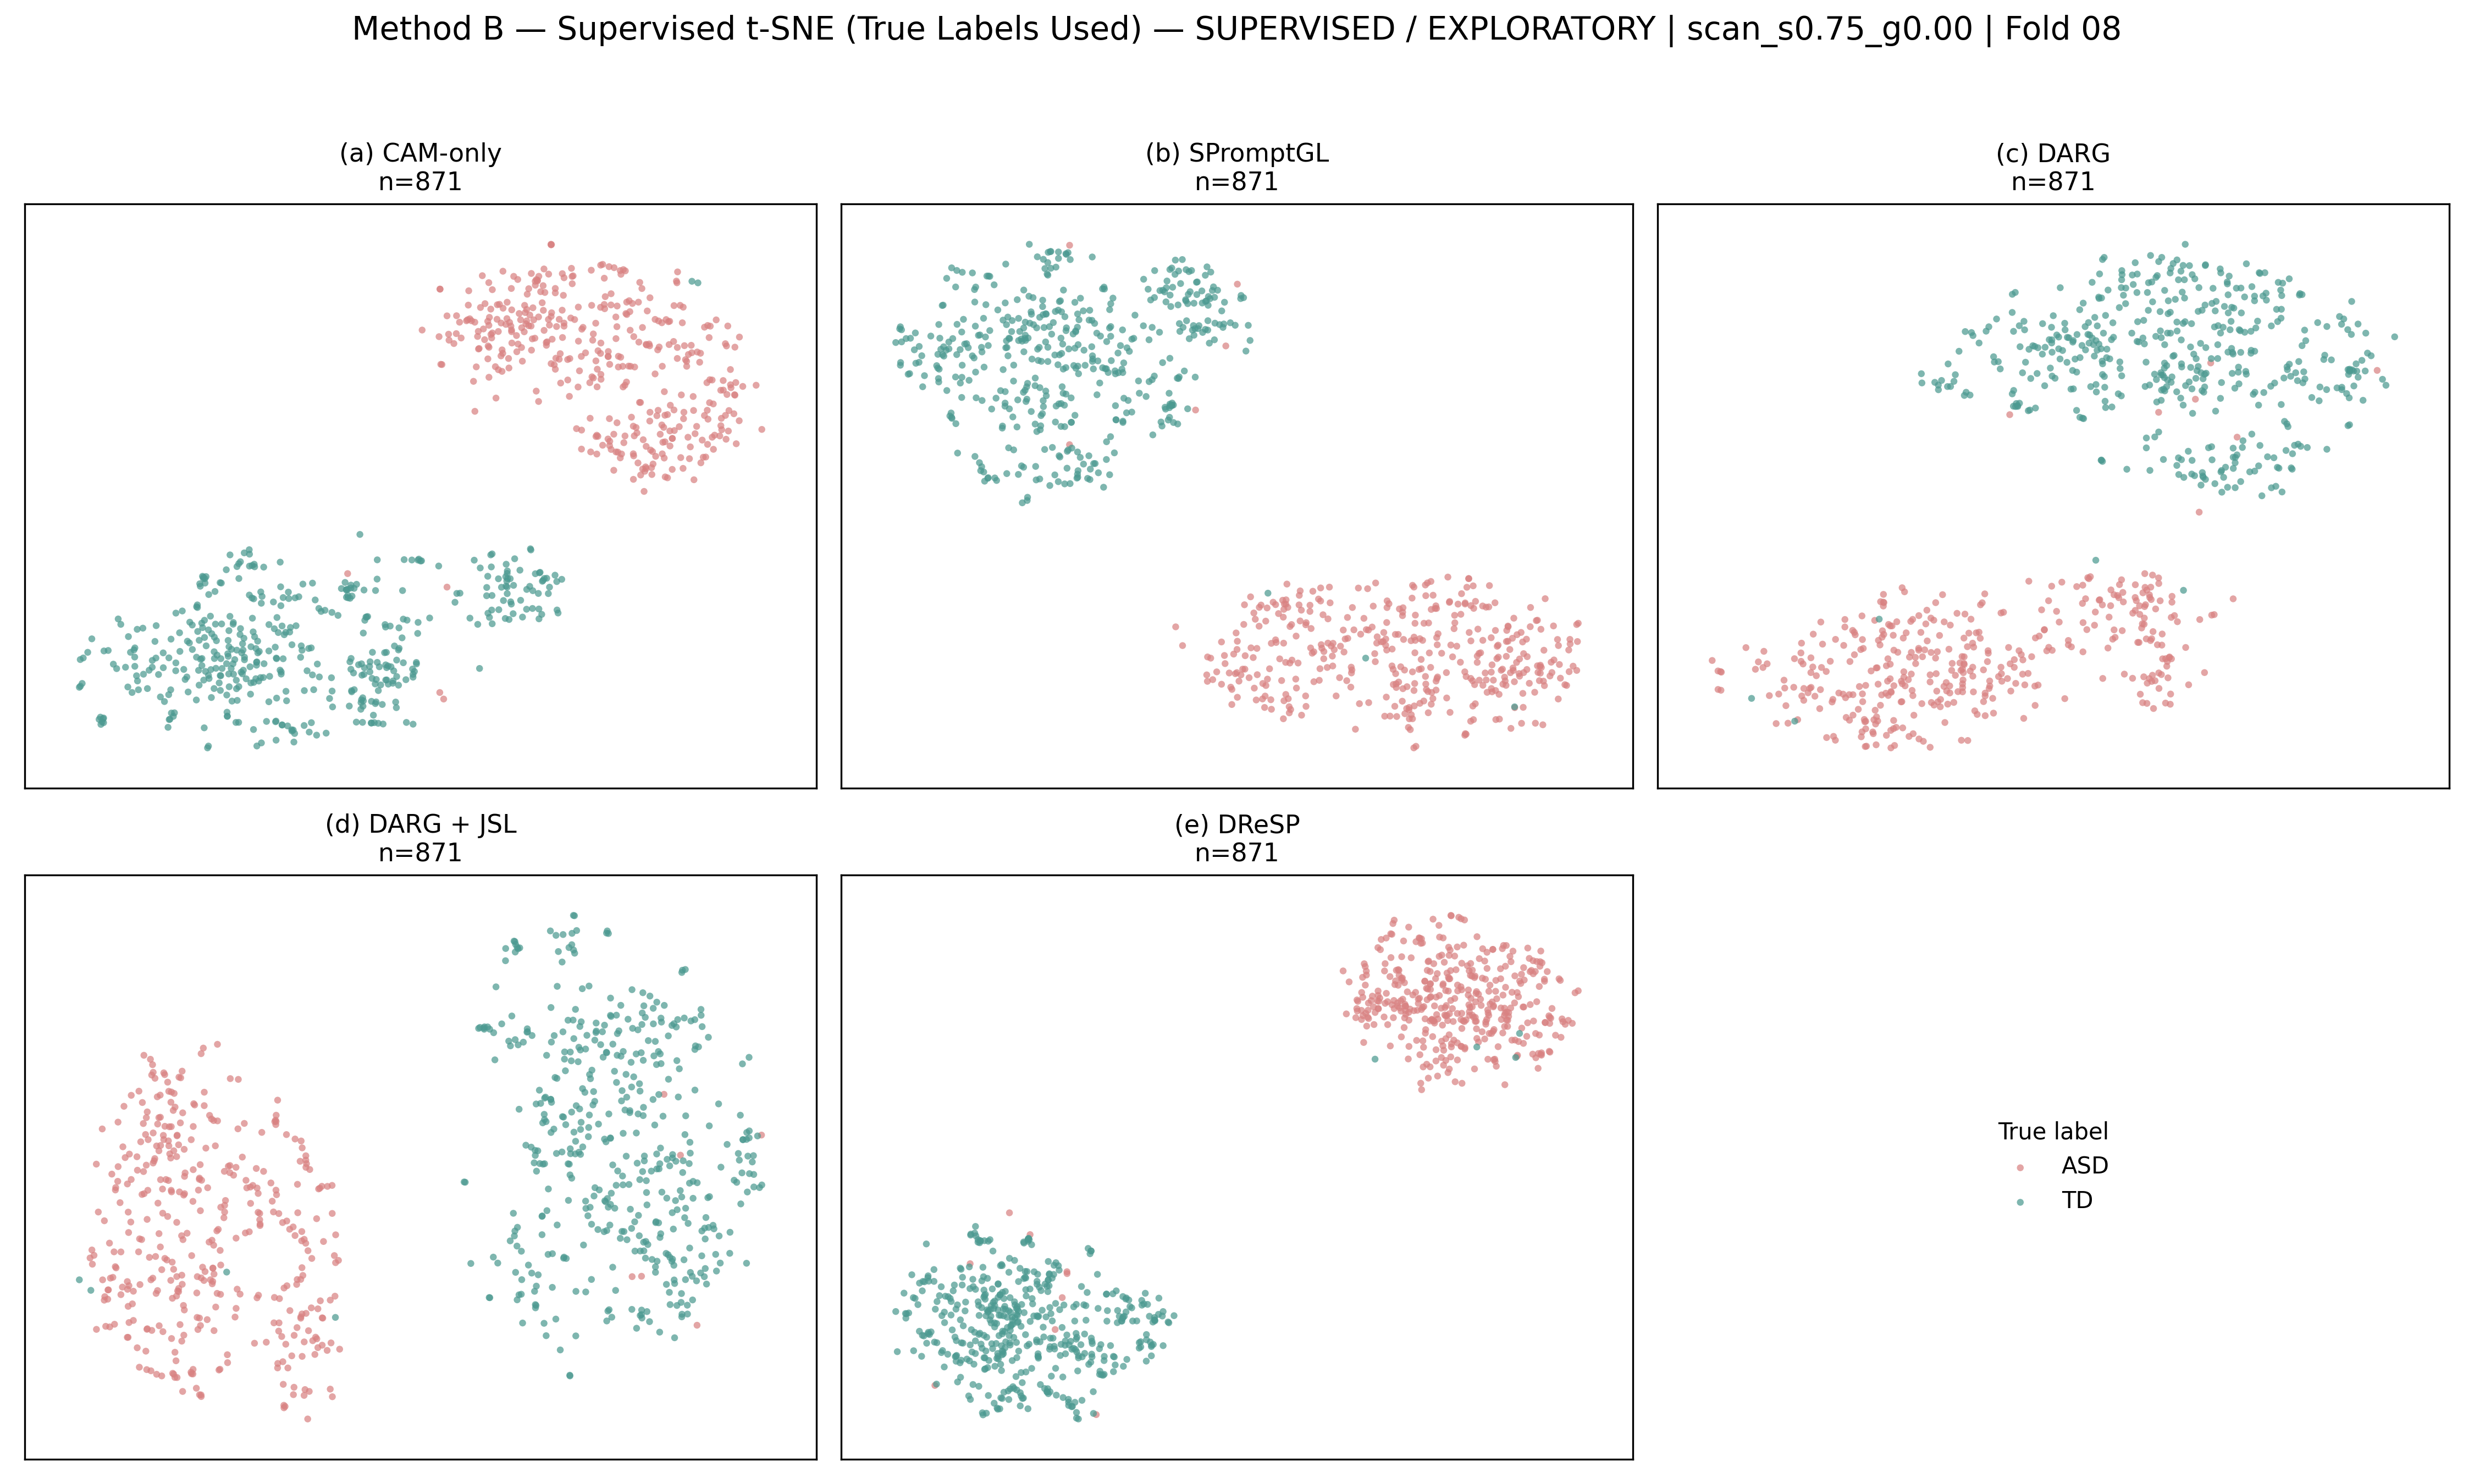 Method B — Supervised t-SNE (True Labels Used) — SUPERVISED / EXPLORATORY | scan_s0.75_g0.00 | Fold 08
(a) CAM-only
n=871
(b) SPromptGL
n=871
(c) DARG
n=871
(d) DARG + JSL
n=871
(e) DReSP
n=871
True label
ASD
TD